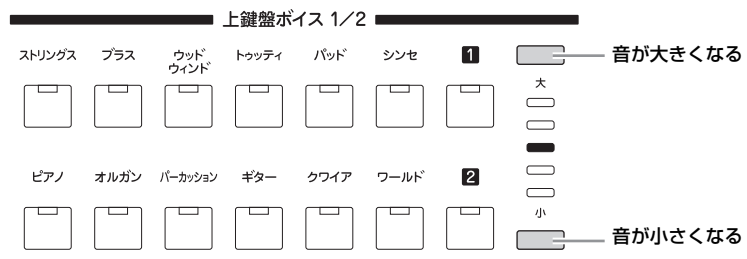 上鍵盤ボイス 1／2
ストリングス
ブラス
ウッド
ウィンド
トゥッティ
パッド
シンセ
1
音が大きくなる
大
ピアノ
オルガン
パーカッション
ギター
クワイア
ワールド
2
小
音が小さくなる